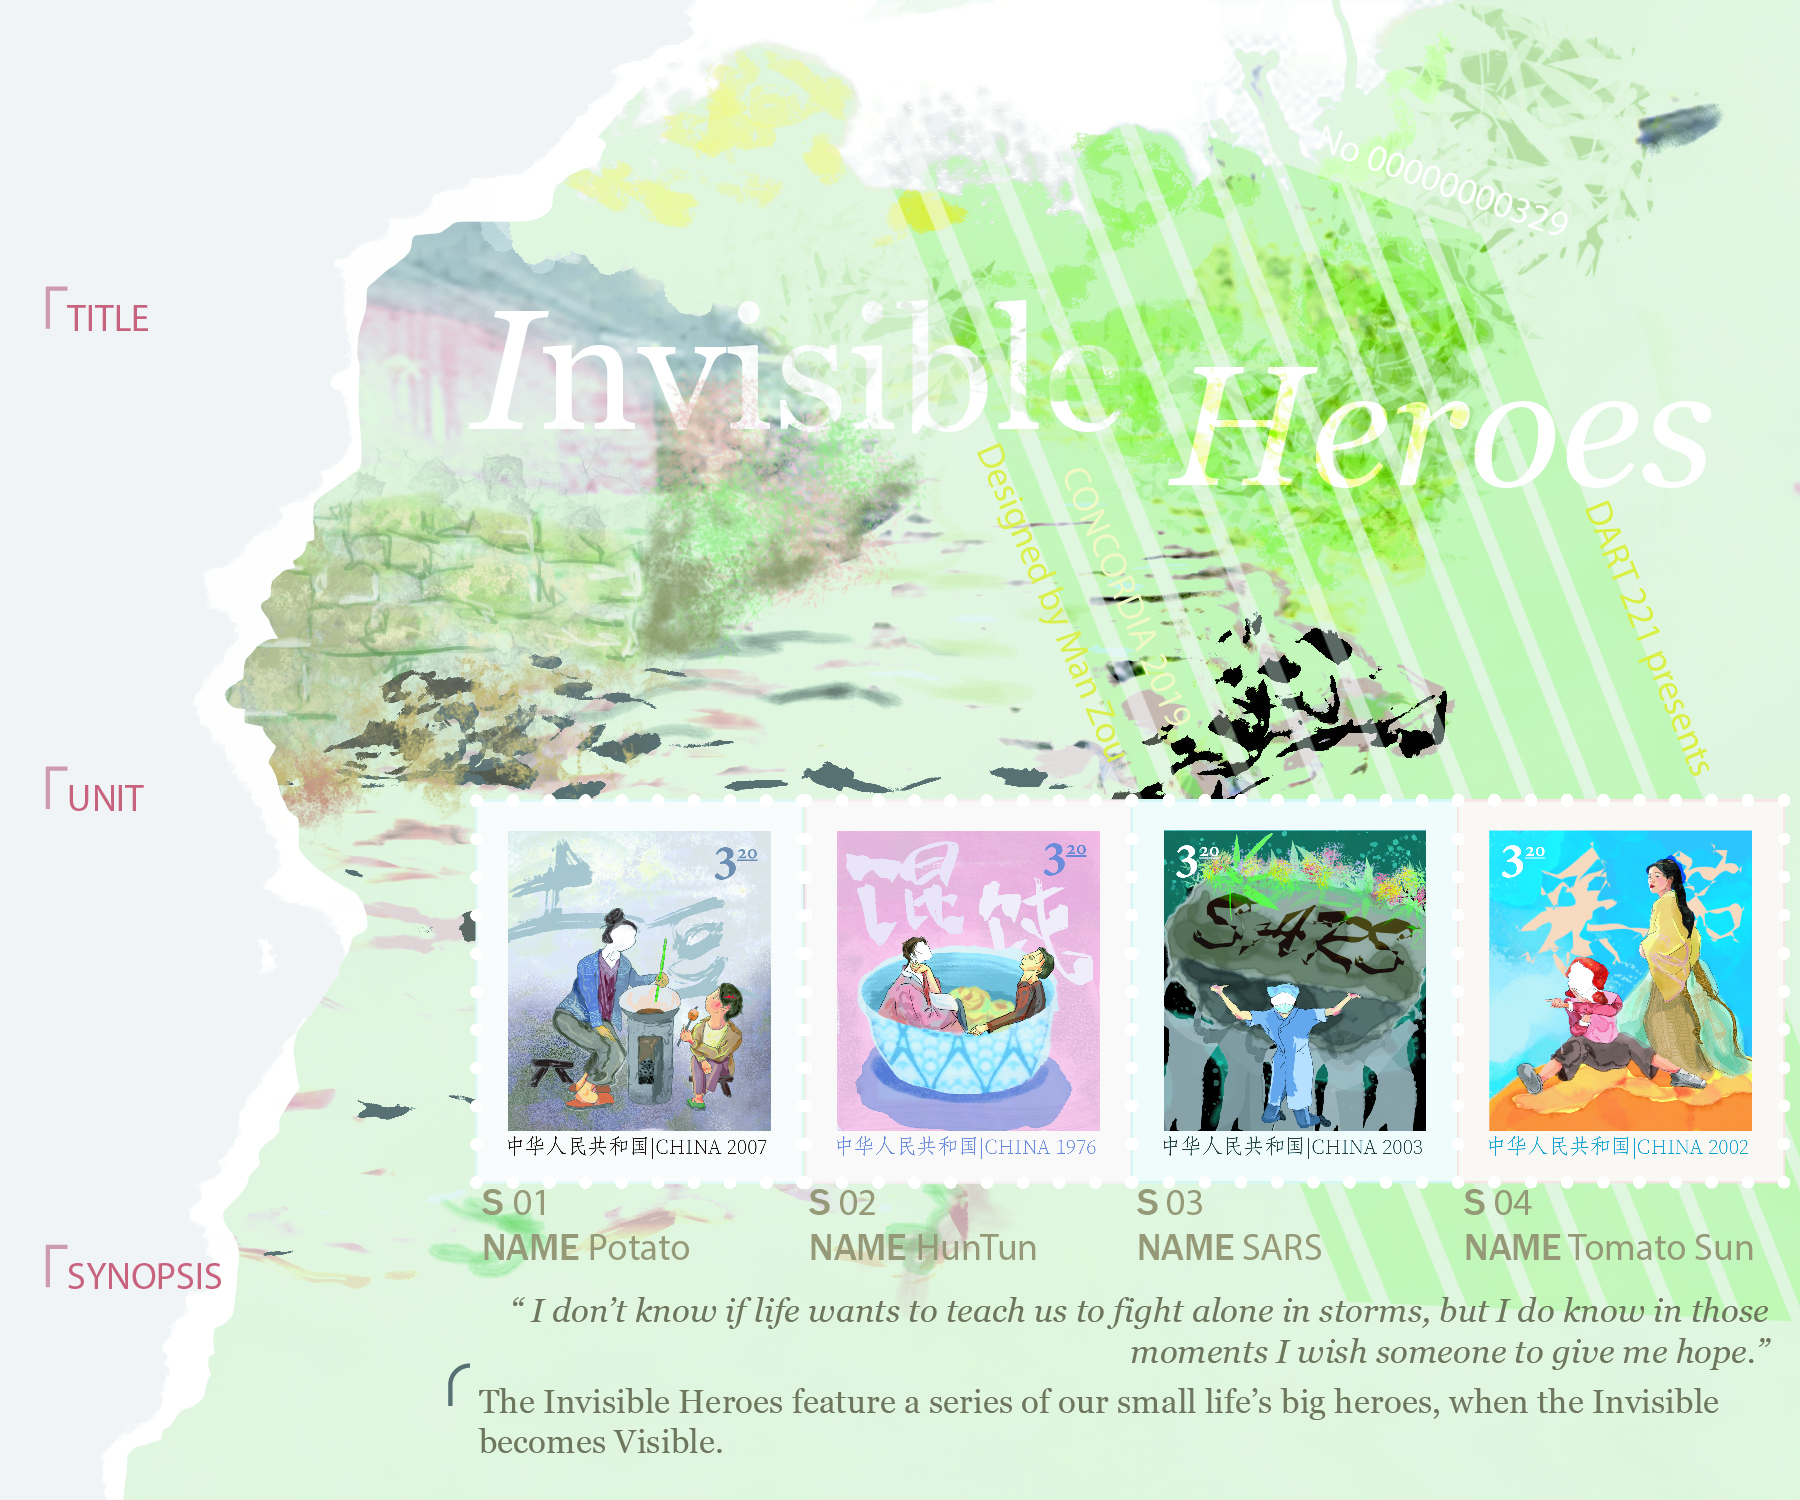 No 00000000329
TITLE
Invisible
Heroes
Designed by Man Zou
CONCORDIA 2019
DART 221 presents
UNIT
3 20
3 20
馄饨
3 20
SARS
3 20
中华人民共和国|CHINA 2007
中华人民共和国|CHINA 1976
中华人民共和国|CHINA 2003
中华人民共和国|CHINA 2002
S 01
S 02
S 03
S 04
NAME Potato
NAME HunTun
NAME SARS
NAME Tomato Sun
SYNOPSIS
“ I don’t know if life wants to teach us to fight alone in storms, but I do know in those
moments I wish someone to give me hope.”
The Invisible Heroes feature a series of our small life’s big heroes, when the Invisible
becomes Visible.